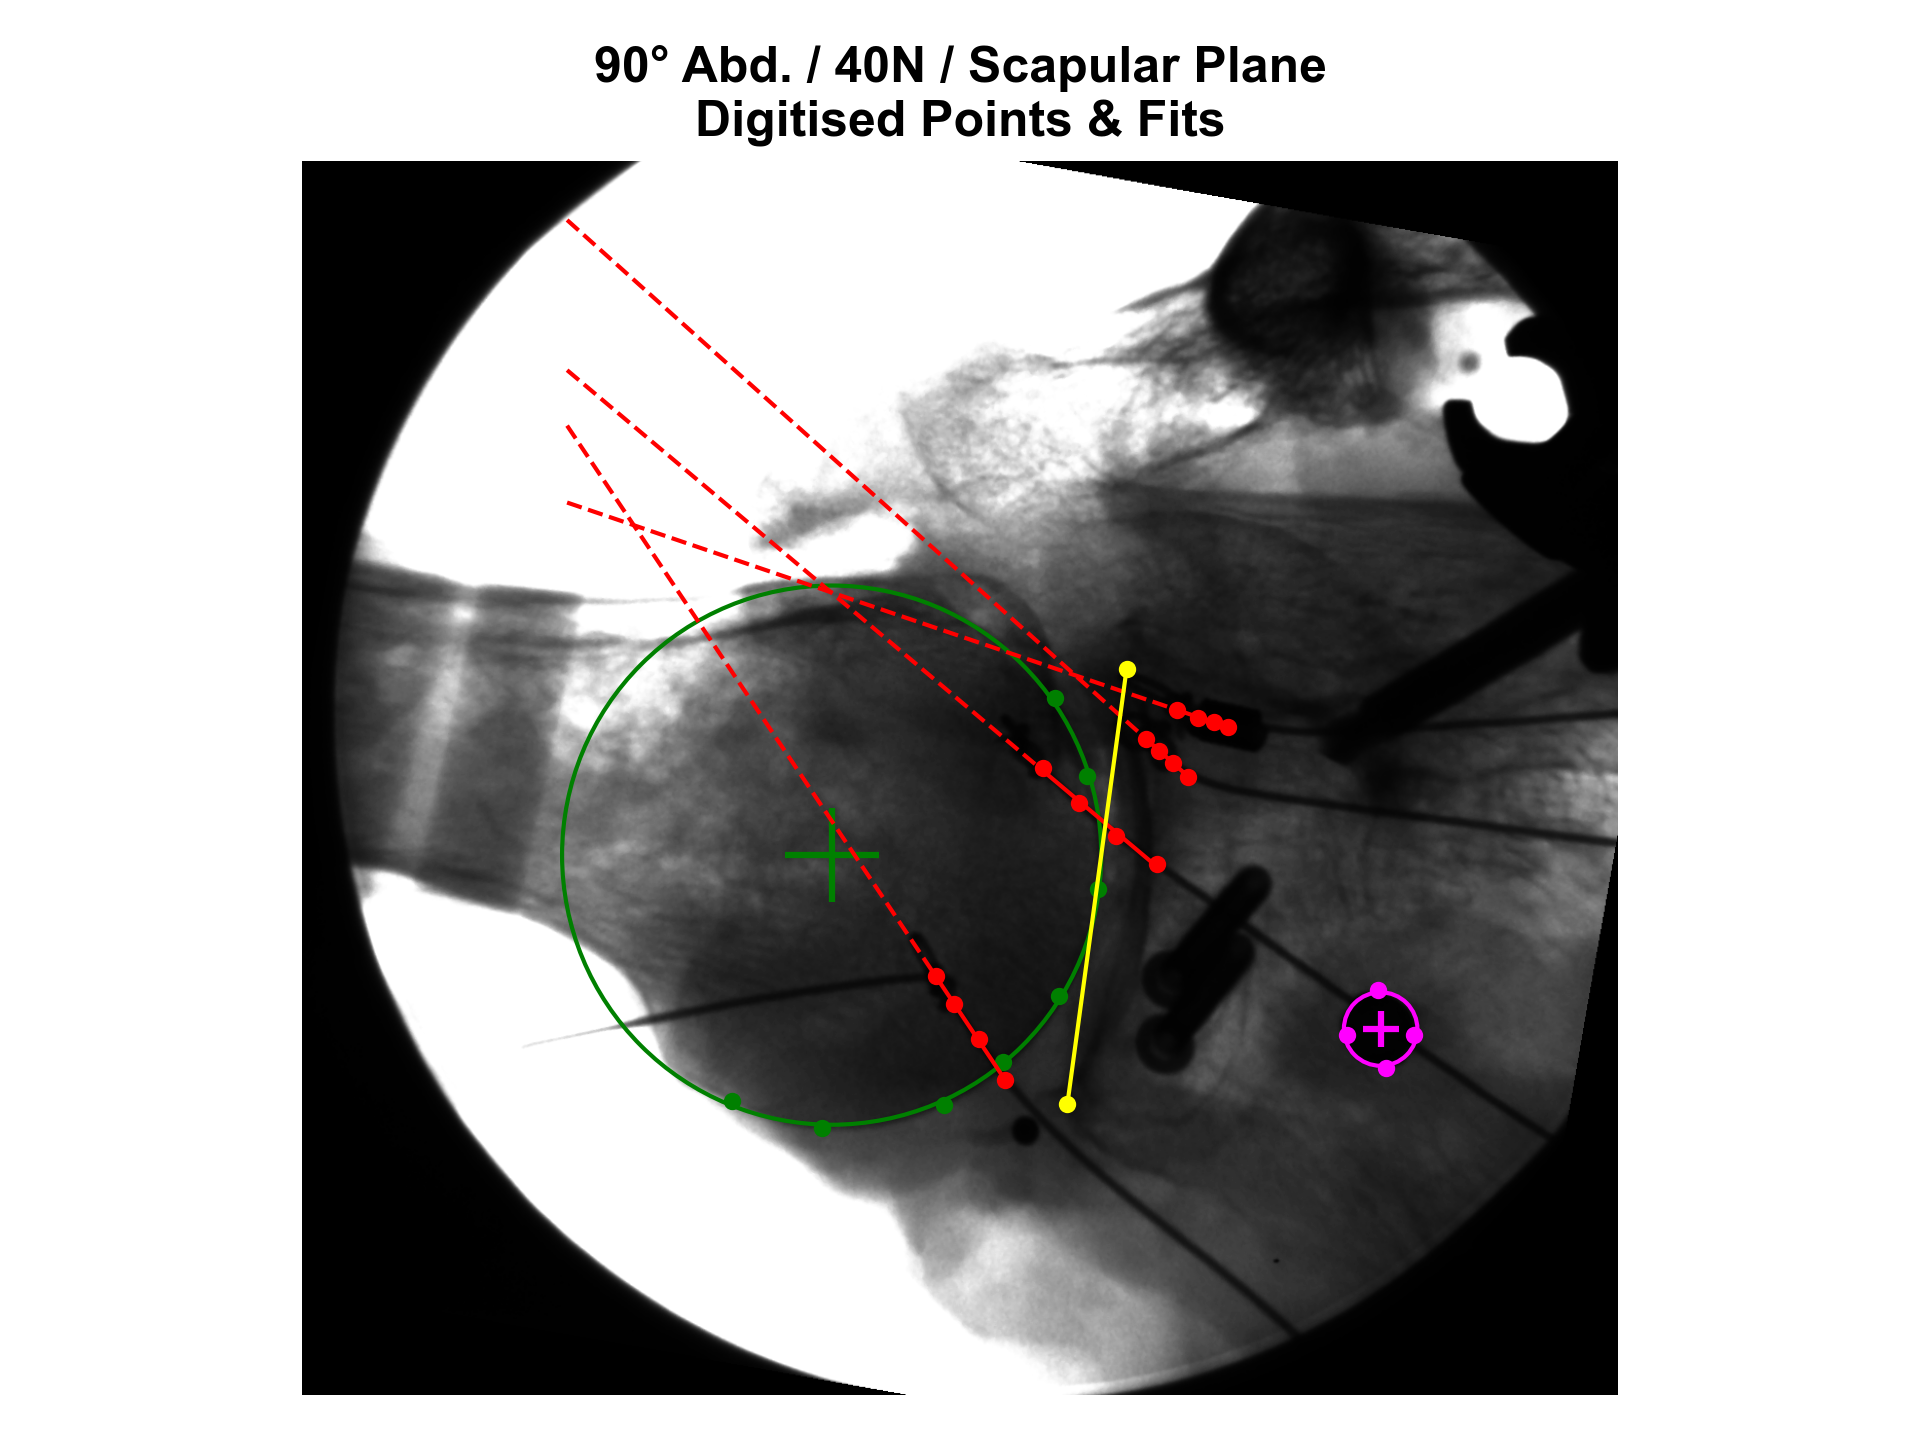 90° Abd. / 40N / Scapular Plane
Digitised Points & Fits